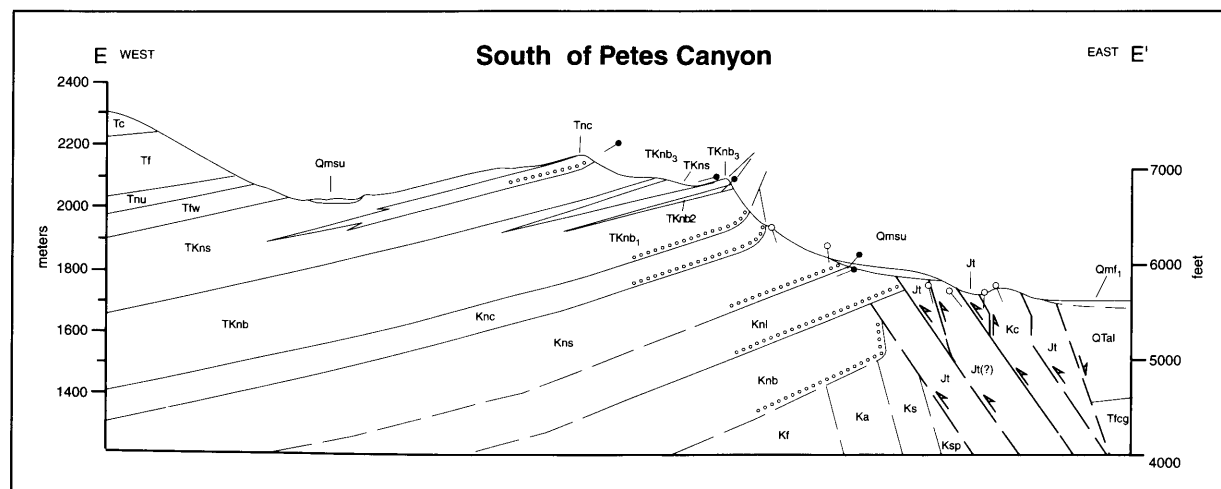 E WEST
South of Petes Canyon
EAST E'
2400
2200
2000
1800
1600
1400
meters
7000
6000
5000
4000
feet
Tc
Tf
Tnu
Tfw
Qmsu
Tnc
TKnb3
TKns
TKnb3
TKns
TKnb2
TKnb1
TKnb
Knc
Kns
Knl
Knb
Kf
Ka
Ks
Ksp
Qmsu
Jt
Jt
Jt
Jt(?)
Kc
Jt
Qmf1
QTal
Tfcg